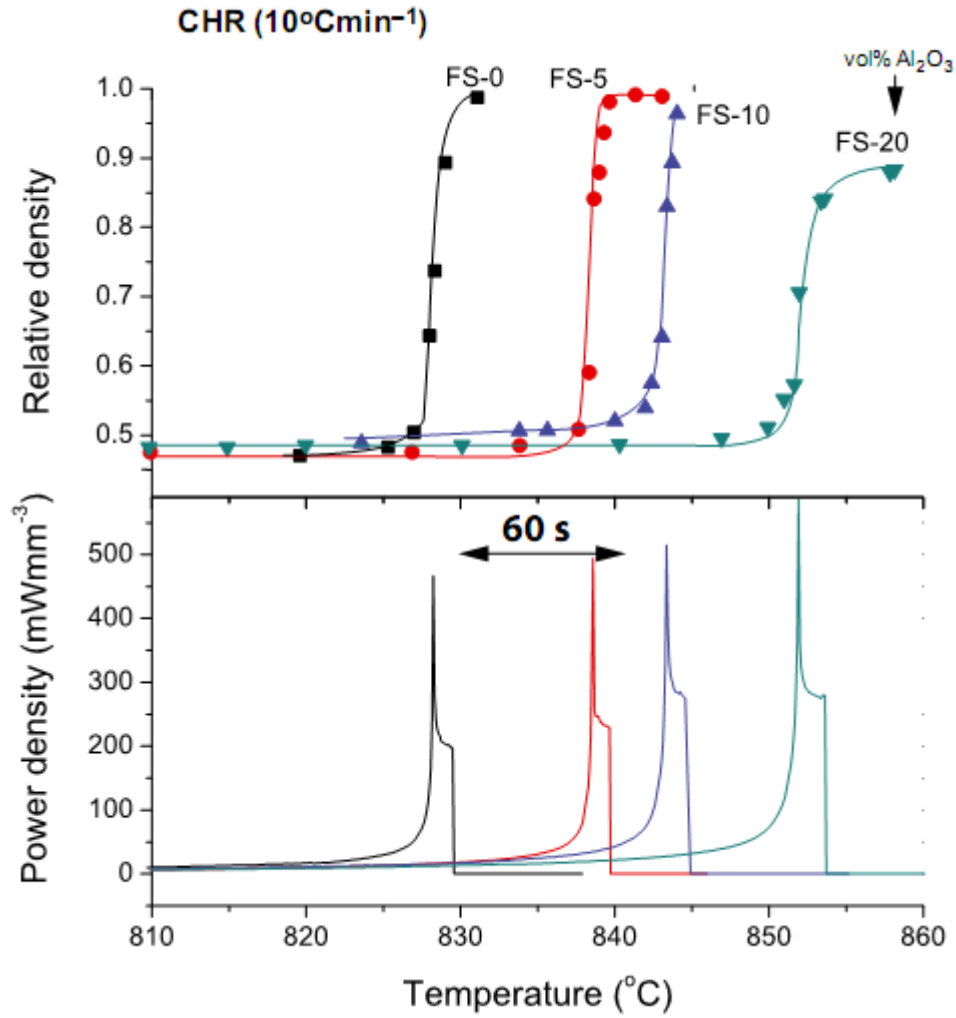 CHR (10°Cmin⁻¹)
vol% Al₂O₃
FS-0
FS-5
FS-10
FS-20
Relative density
1.0
0.9
0.8
0.7
0.6
0.5
60 s
Power density (mWmm⁻³)
500
400
300
200
100
0
810 820 830 840 850 860
Temperature (°C)